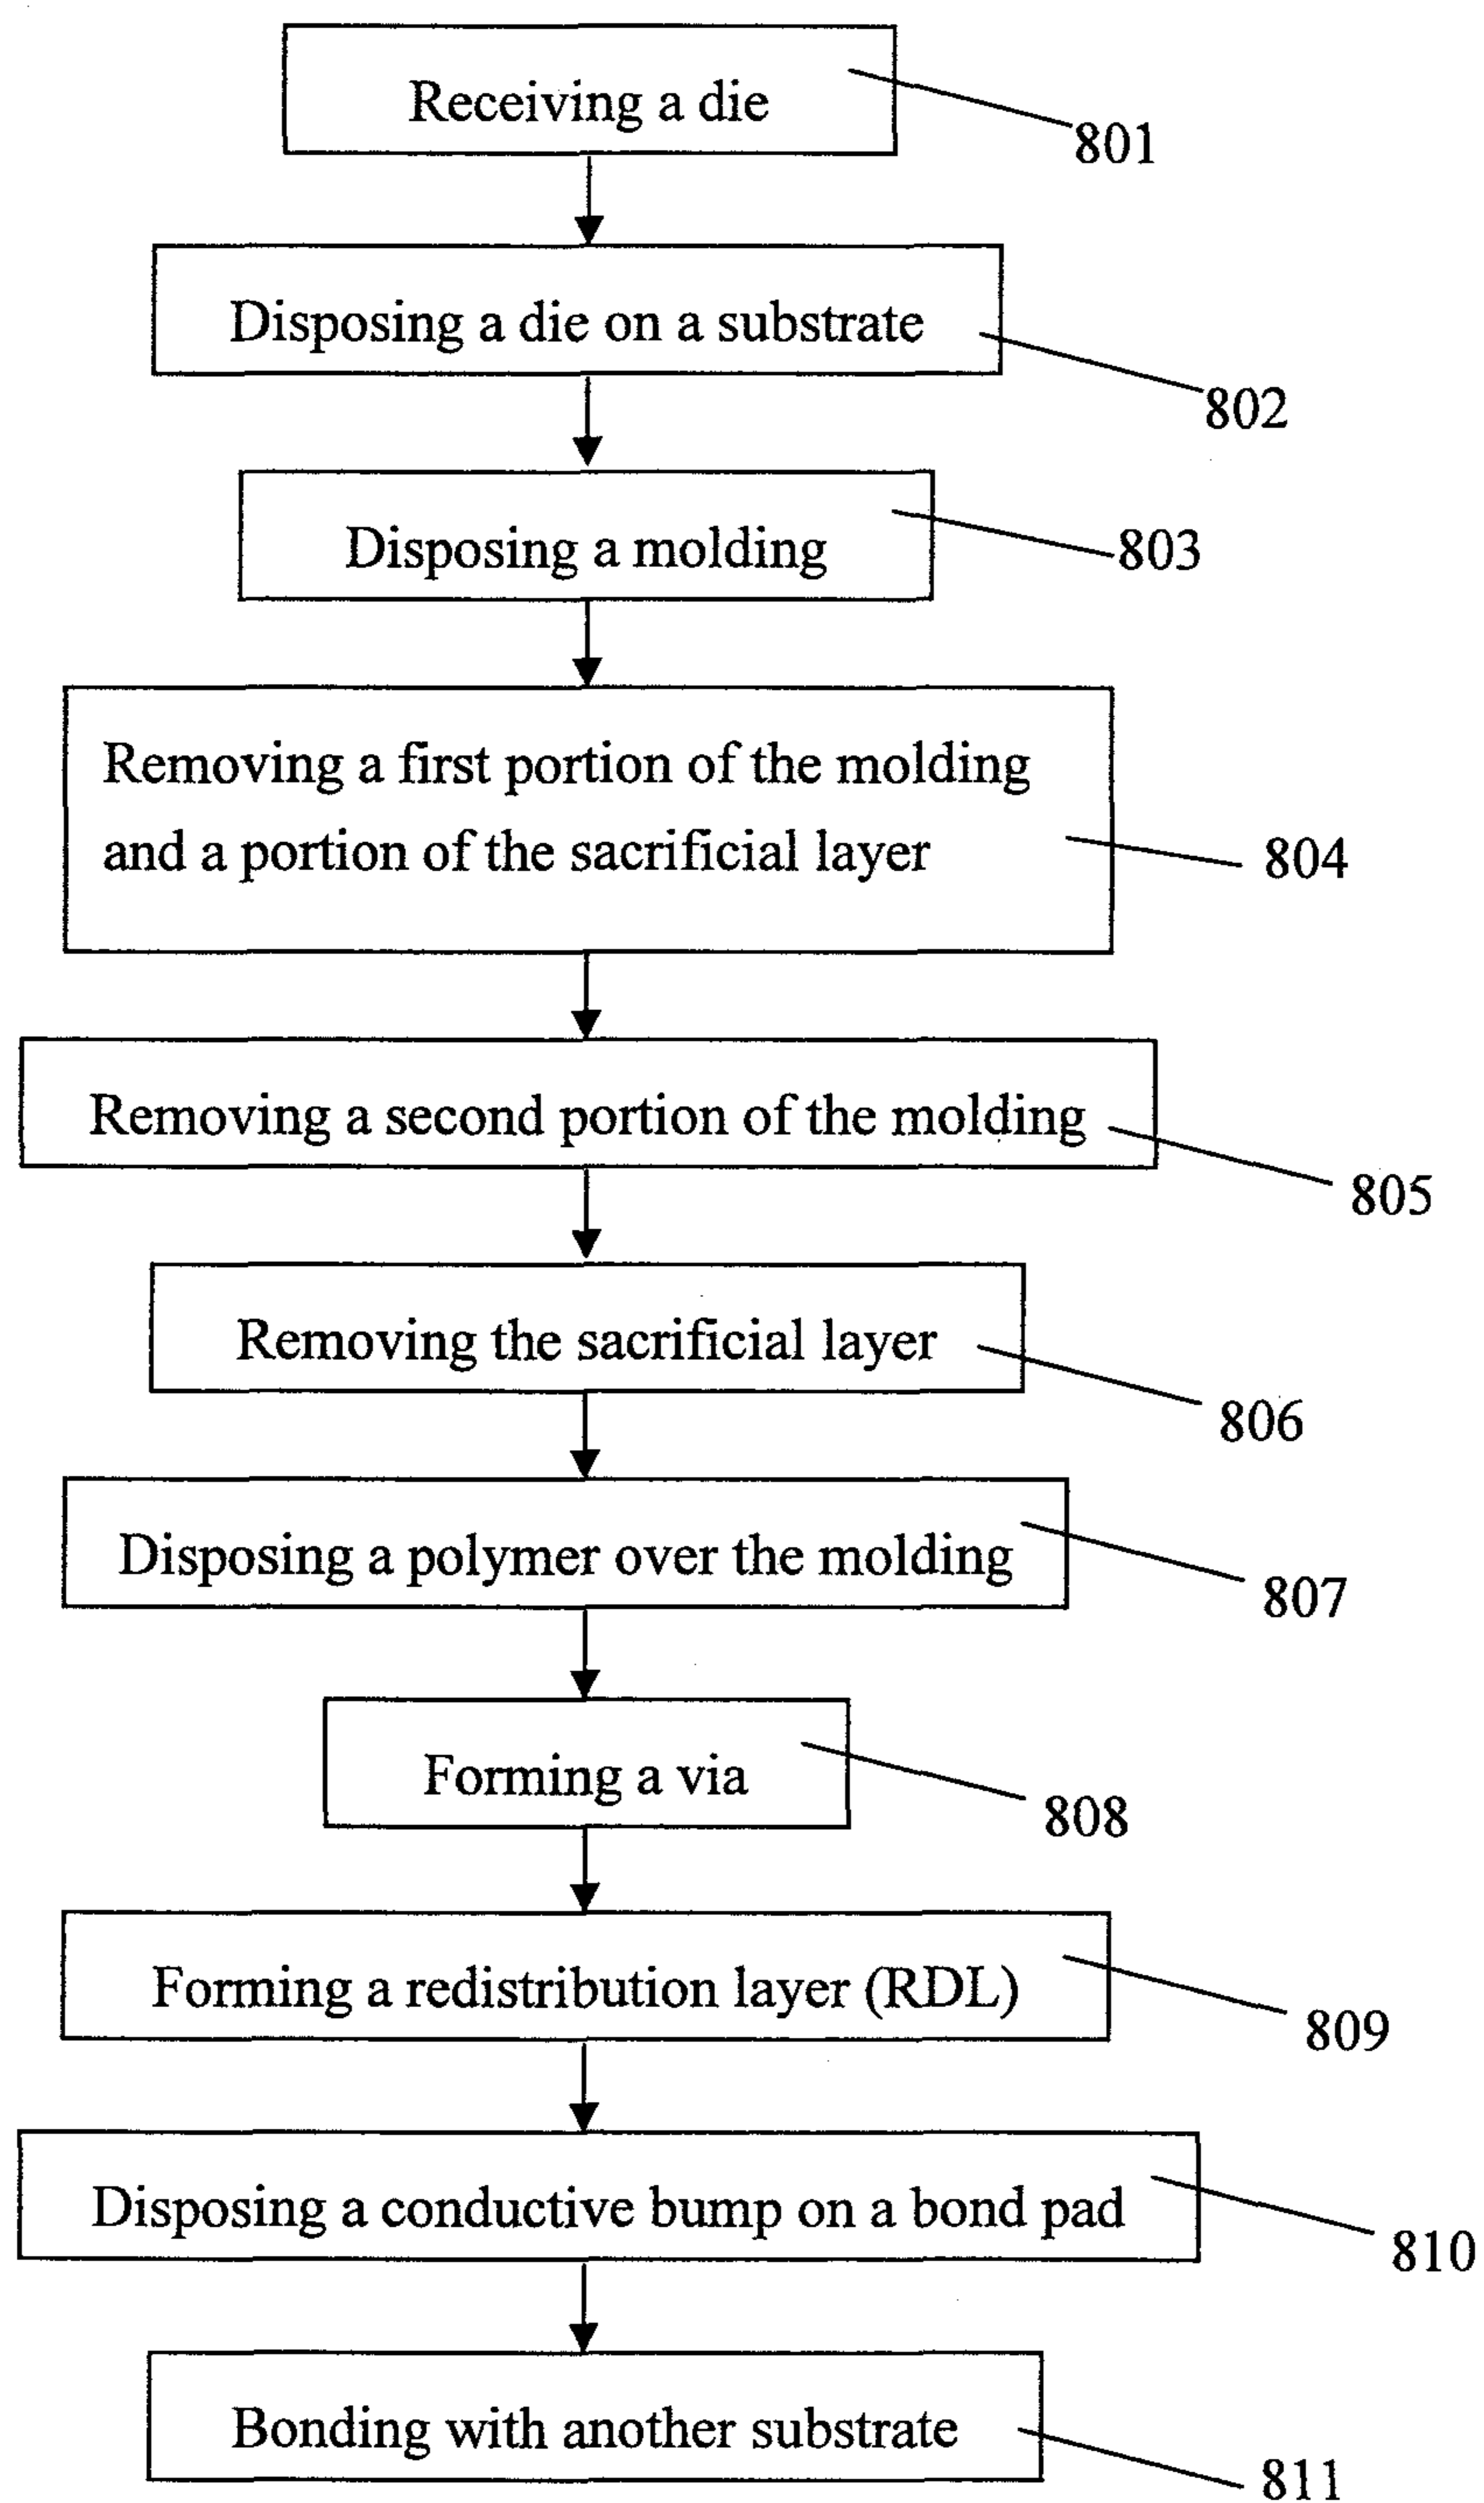 Receiving a die
801
Disposing a die on a substrate
802
Disposing a molding
803
Removing a first portion of the molding
and a portion of the sacrificial layer
804
Removing a second portion of the molding
805
Removing the sacrificial layer
806
Disposing a polymer over the molding
807
Forming a via
808
Forming a redistribution layer (RDL)
809
Disposing a conductive bump on a bond pad
810
Bonding with another substrate
811